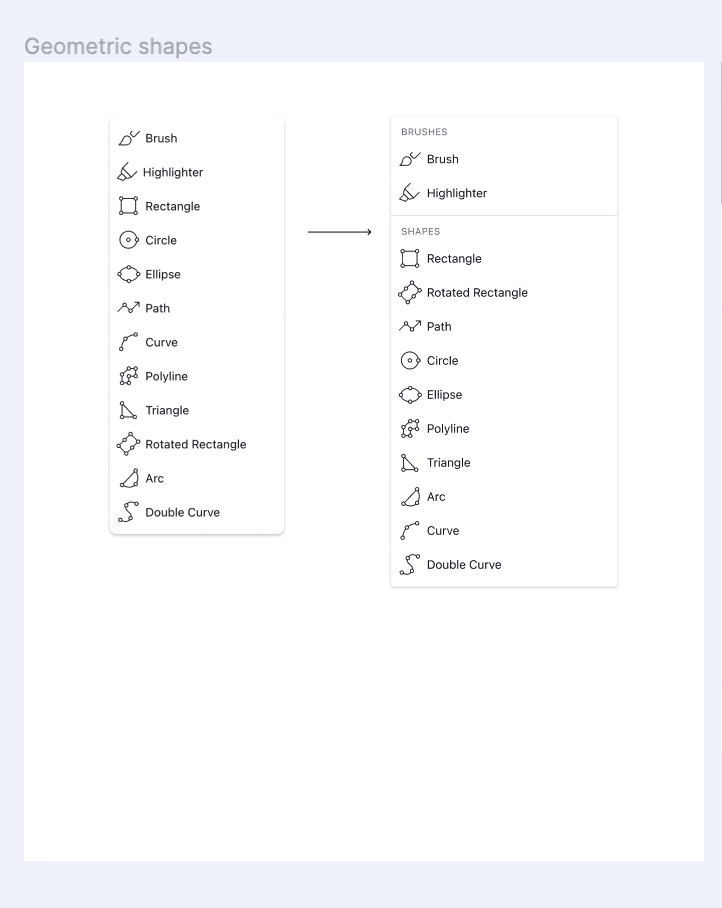 Geometric shapes
Brush
Highlighter
Rectangle
Circle
Ellipse
Path
Curve
Polyline
Triangle
Rotated Rectangle
Arc
Double Curve
BRUSHES
Brush
Highlighter
SHAPES
Rectangle
Rotated Rectangle
Path
Circle
Ellipse
Polyline
Triangle
Arc
Curve
Double Curve